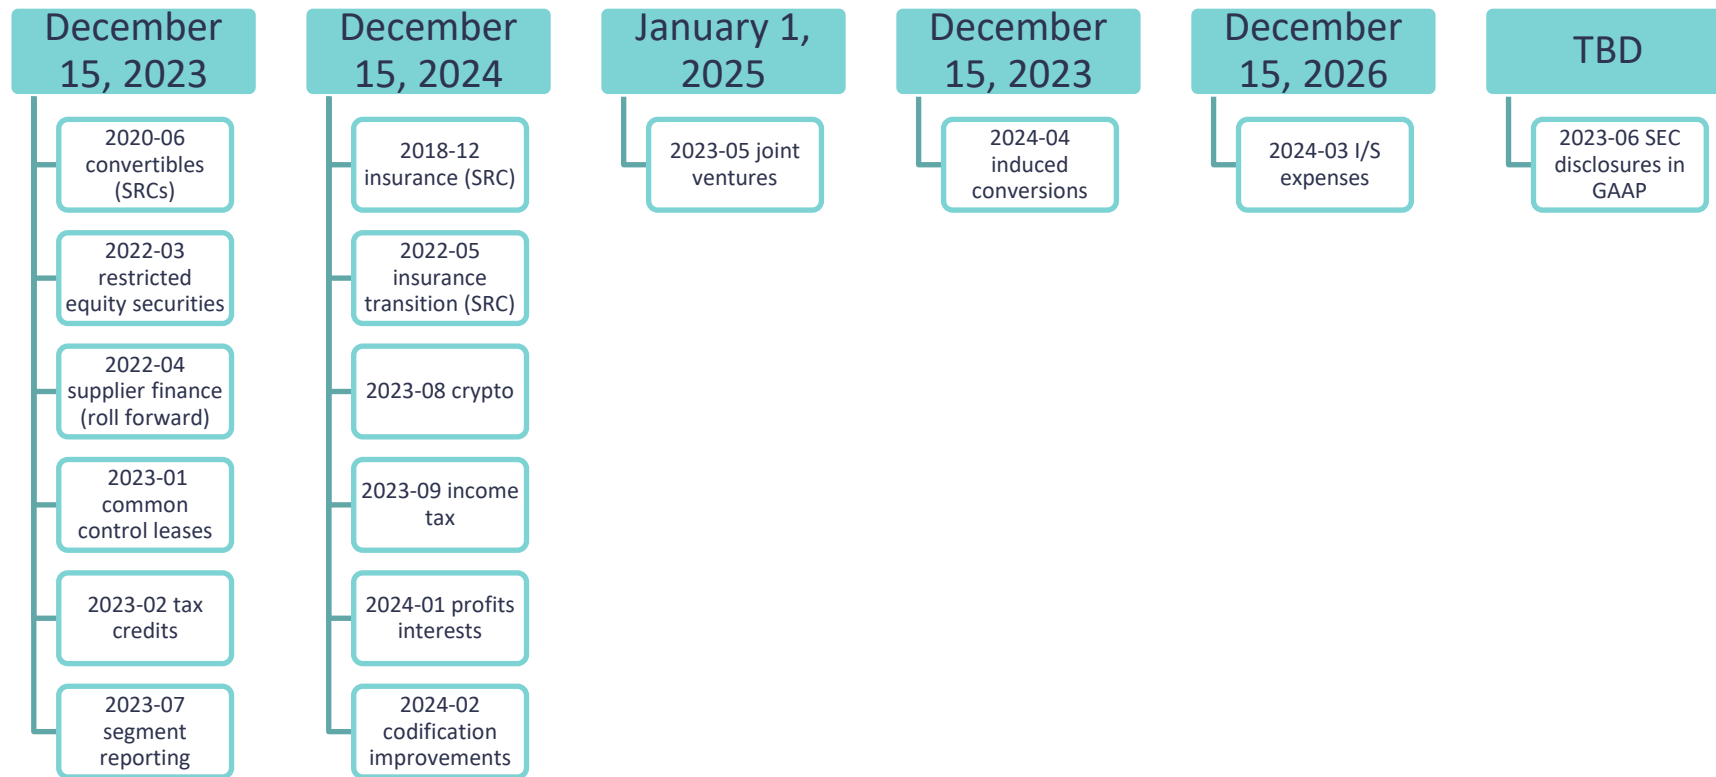 December
15, 2023
2020-06
convertibles
(SRCs)
2022-03
restricted
equity securities
2022-04
supplier finance
(roll forward)
2023-01
common
control leases
2023-02 tax
credits
2023-07
segment
reporting
December
15, 2024
2018-12
insurance (SRC)
2022-05
insurance
transition (SRC)
2023-08 crypto
2023-09 income
tax
2024-01 profits
interests
2024-02
codification
improvements
January 1,
2025
2023-05 joint
ventures
December
15, 2023
2024-04
induced
conversions
December
15, 2026
2024-03 I/S
expenses
TBD
2023-06 SEC
disclosures in
GAAP